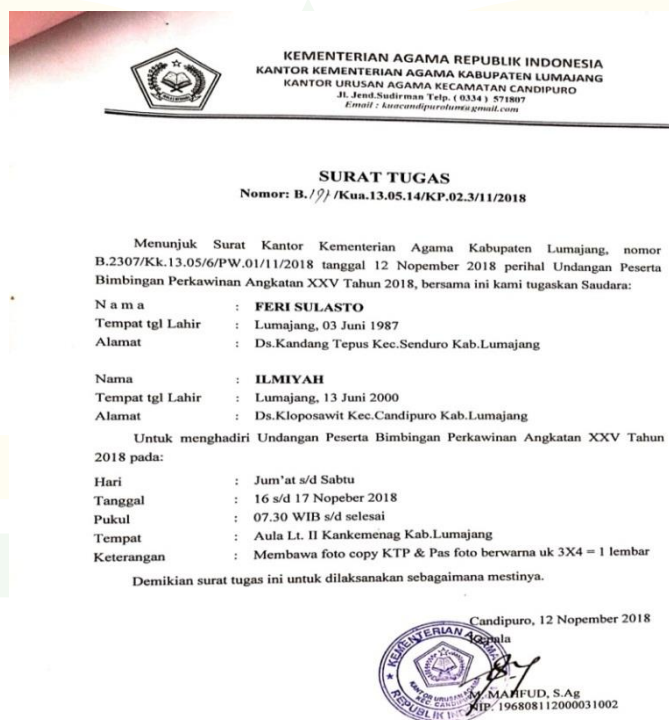 KEMENTERIAN AGAMA REPUBLIK INDONESIA
KANTOR KEMENTERIAN AGAMA KABUPATEN LUMAJANG
KANTOR URUSAN AGAMA KECAMATAN CANDIPURO
Jl. Jend.Sudirman Telp. ( 0334 ) 571807
Email :
SURAT TUGAS
Nomor: B. /Kua.13.05.14/KP.02.3/11/2018
Menunjuk Surat Kantor Kementerian Agama Kabupaten Lumajang, nomor
B.2307/Kk.13.05/6/PW.01/11/2018 tanggal 12 Nopember 2018 perihal Undangan Peserta
Bimbingan Perkawinan Angkatan XXV Tahun 2018, bersama ini kami tugaskan Saudara:
N a m a : FERI SULASTO
Tempat tgl Lahir : Lumajang, 03 Juni 1987
Alamat : Ds.Kandang Tepus Kec.Senduro Kab.Lumajang
Nama : ILMIYAH
Tempat tgl Lahir : Lumajang, 13 Juni 2000
Alamat : Ds.Kloposawit Kec.Candipuro Kab.Lumajang
Untuk menghadiri Undangan Peserta Bimbingan Perkawinan Angkatan XXV Tahun
2018 pada:
Hari : Jum'at s/d Sabtu
Tanggal : 16 s/d 17 Nopeber 2018
Pukul : 07.30 WIB s/d selesai
Tempat : Aula Lt. II Kankemenag Kab.Lumajang
Keterangan : Membawa foto copy KTP & Pas foto berwarna uk 3X4 = 1 lembar
Demikian surat tugas ini untuk dilaksanakan sebagaimana mestinya.
Candipuro, 12 Nopember 2018
Kepala
M. MAHFUD, S.Ag
NIP. 196808112000031002